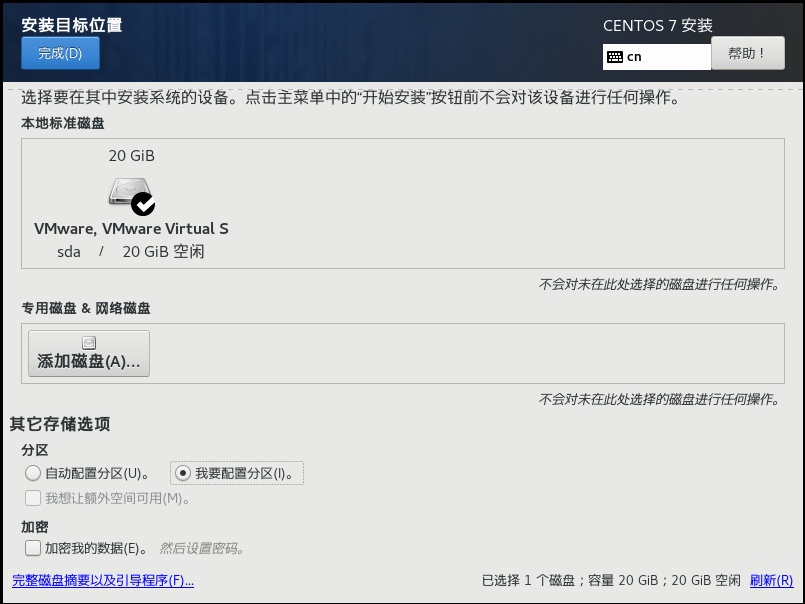 安装目标位置
CENTOS 7 安装
完成(D)
cn
帮助！
选择要在其中安装系统的设备。点击主菜单中的“开始安装”按钮前不会对该设备进行任何操作。
本地标准磁盘
20 GiB
VMware, VMware Virtual S
sda / 20 GiB 空闲
不会对未在此处选择的磁盘进行任何操作。
专用磁盘 & 网络磁盘
添加磁盘(A)...
不会对未在此处选择的磁盘进行任何操作。
其它存储选项
分区
自动配置分区(U)。 我要配置分区(I)。
我想让额外空间可用(M)。
加密
加密我的数据(E)。 然后设置密码。
完整磁盘摘要以及引导程序(F)... 已选择 1 个磁盘；容量 20 GiB；20 GiB 空闲 刷新(R)